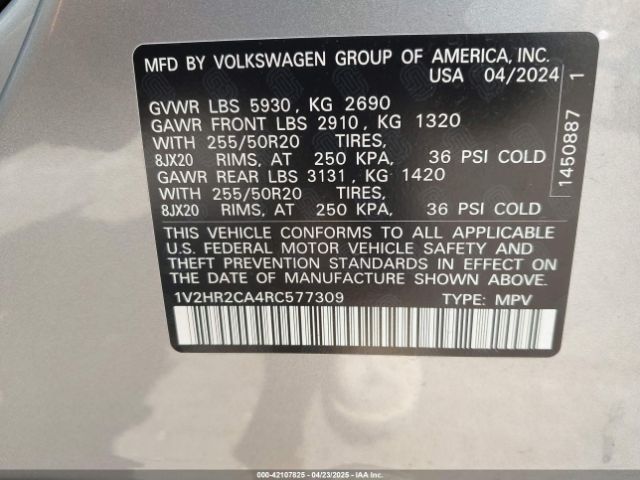 MFD BY VOLKSWAGEN GROUP OF AMERICA, INC.
USA 04/2024
GVWR LBS 5930, KG 2690
GAWR FRONT LBS 2910, KG 1320
WITH 255/50R20 TIRES,
8JX20 RIMS, AT 250 KPA, 36 PSI COLD
GAWR REAR LBS 3131, KG 1420
WITH 255/50R20 TIRES,
8JX20 RIMS, AT 250 KPA, 36 PSI COLD
THIS VEHICLE CONFORMS TO ALL APPLICABLE
U.S. FEDERAL MOTOR VEHICLE SAFETY AND
THEFT PREVENTION STANDARDS IN EFFECT ON
THE DATE OF MANUFACTURE SHOWN ABOVE.
1V2HR2CA4RC577309 TYPE: MPV
1450887 1
000-42107825 - 04/23/2025 - IAAI.COM